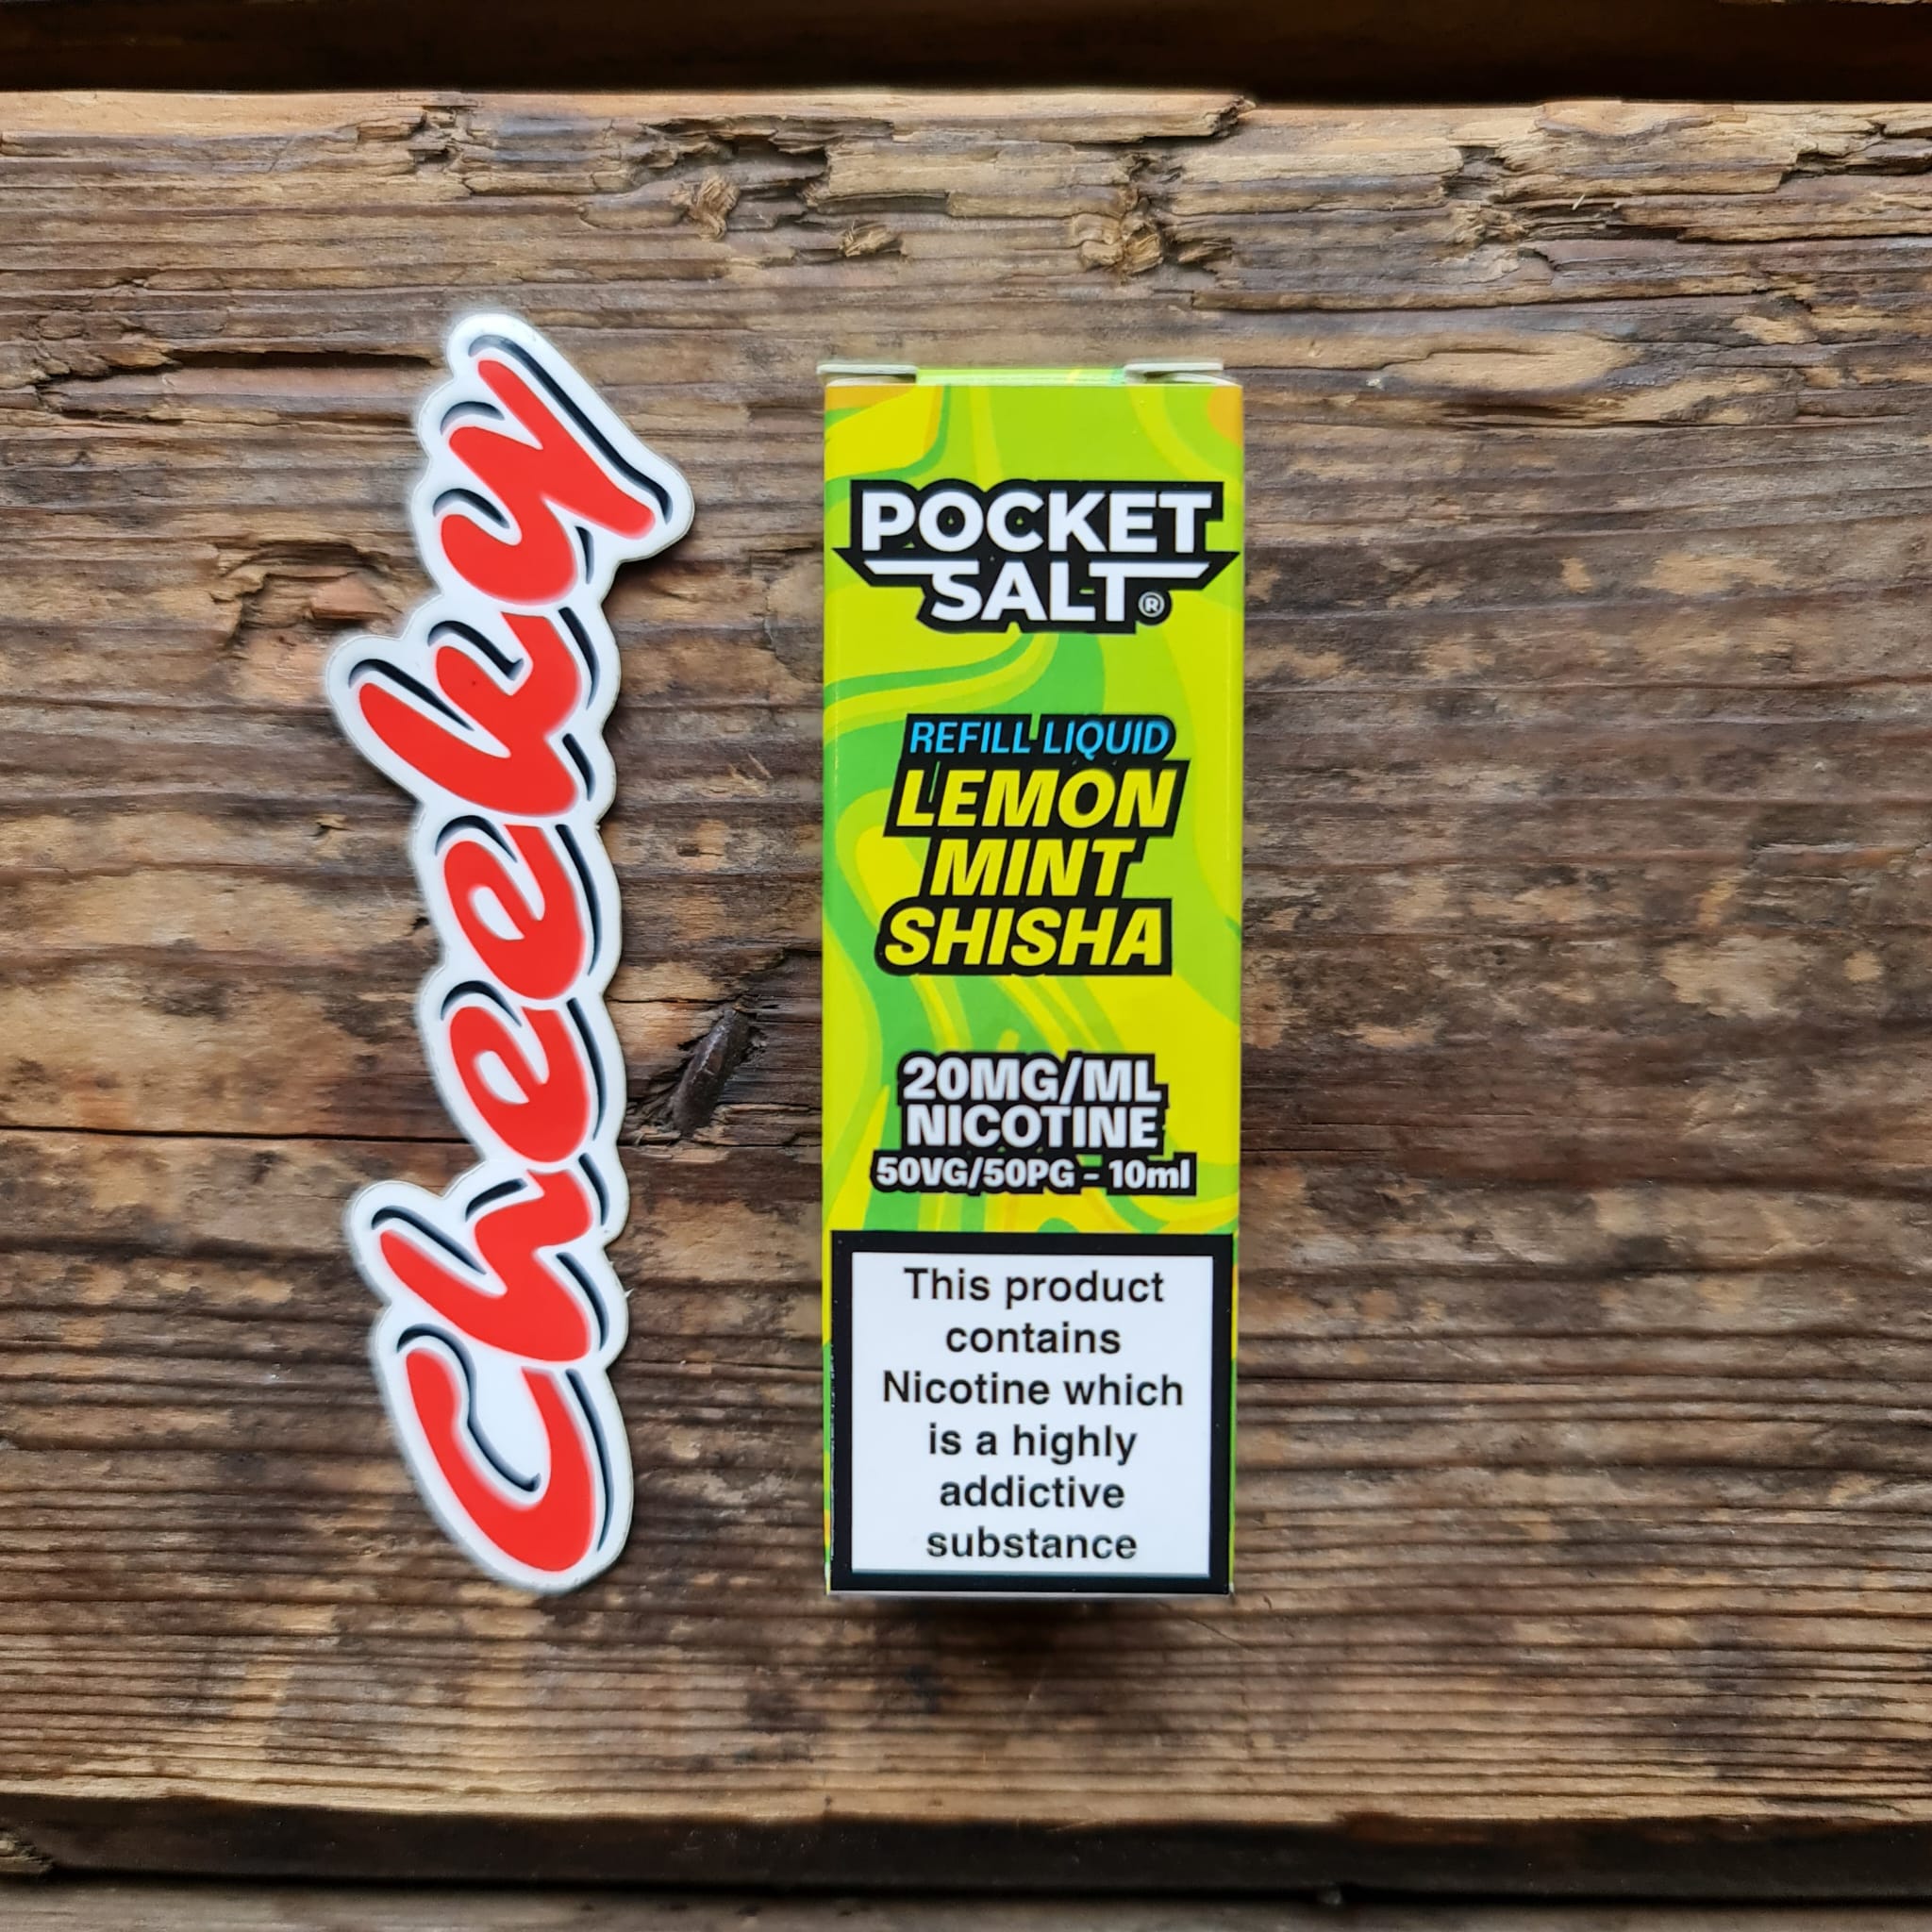 Cheeky
POCKET
SALT®
REFILL LIQUID
LEMON
MINT
SHISHA
20MG/ML
NICOTINE
50VG/50PG - 10ml
This product
contains
Nicotine which
is a highly
addictive
substance